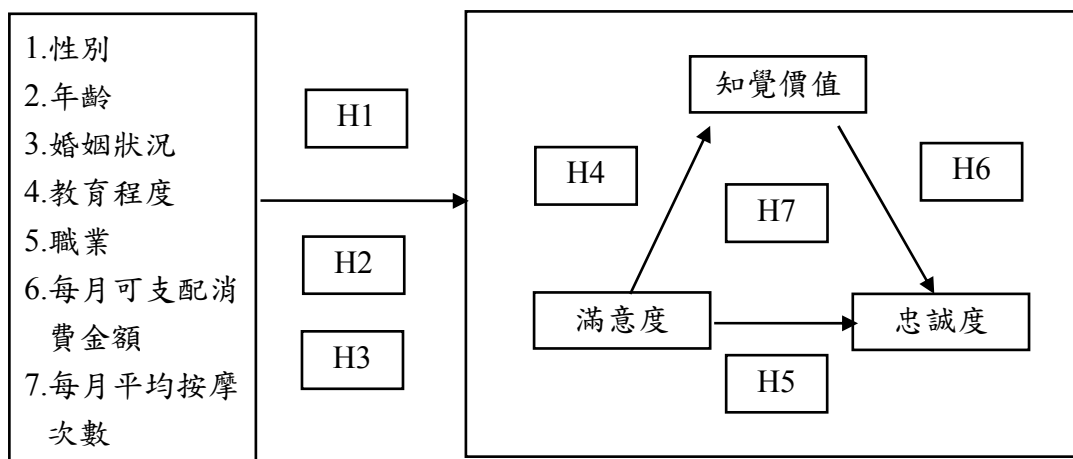 1.性別
2.年齡
3.婚姻狀況
4.教育程度
5.職業
6.每月可支配消
費金額
7.每月平均按摩
次數
H1
H2
H3
知覺價值
H4
H6
H7
滿意度
忠誠度
H5